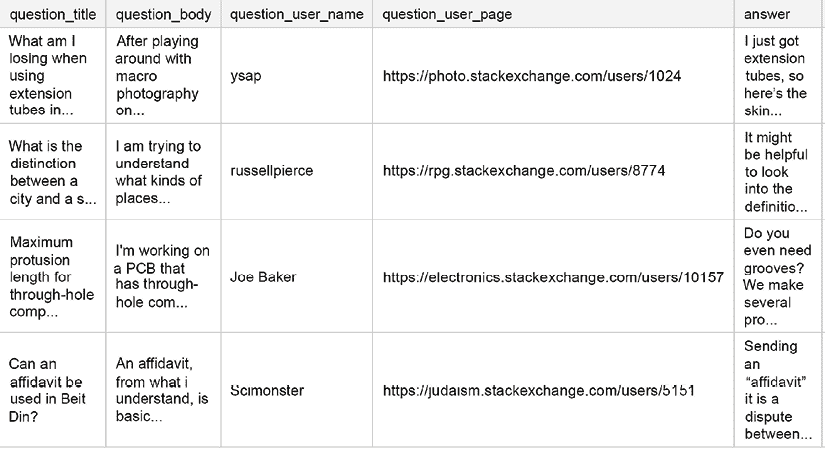 question_title question_body question_user_name question_user_page answer
What am I
losing when
using
extension
tubes in...
After playing
around with
macro
photography
on...
ysap
https://photo.stackexchange.com/users/1024
I just got
extension
tubes, so
here's the
skin...
What is the
distinction
between a
city and a s...
I am trying to
understand
what kinds of
places...
russellpierce
https://rpg.stackexchange.com/users/8774
It might
be helpful
to look
into the
definitio...
Maximum
protusion
length for
through-hole
comp...
I'm working on
a PCB that
has through-
hole com...
Joe Baker
https://electronics.stackexchange.com/users/10157
Do you
even need
grooves?
We make
several
pro...
Can an
affidavit be
used in Beit
Din?
An affidavit,
from what i
understand, is
basic...
Scimonster
https://judaism.stackexchange.com/users/5151
Sending
an
“affidavit”
it is a
dispute
between...